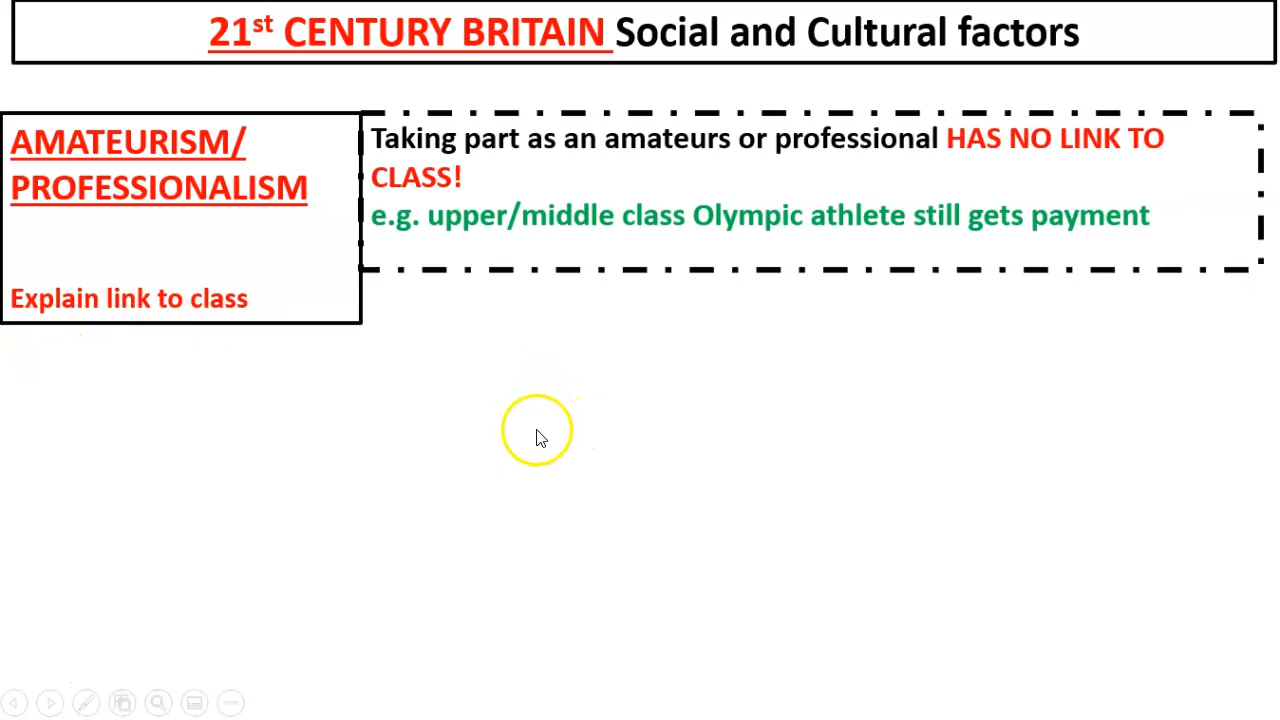 21st CENTURY BRITAIN Social and Cultural factors
AMATEURISM/
PROFESSIONALISM
Explain link to class
Taking part as an amateurs or professional HAS NO LINK TO
CLASS!
e.g. upper/middle class Olympic athlete still gets payment